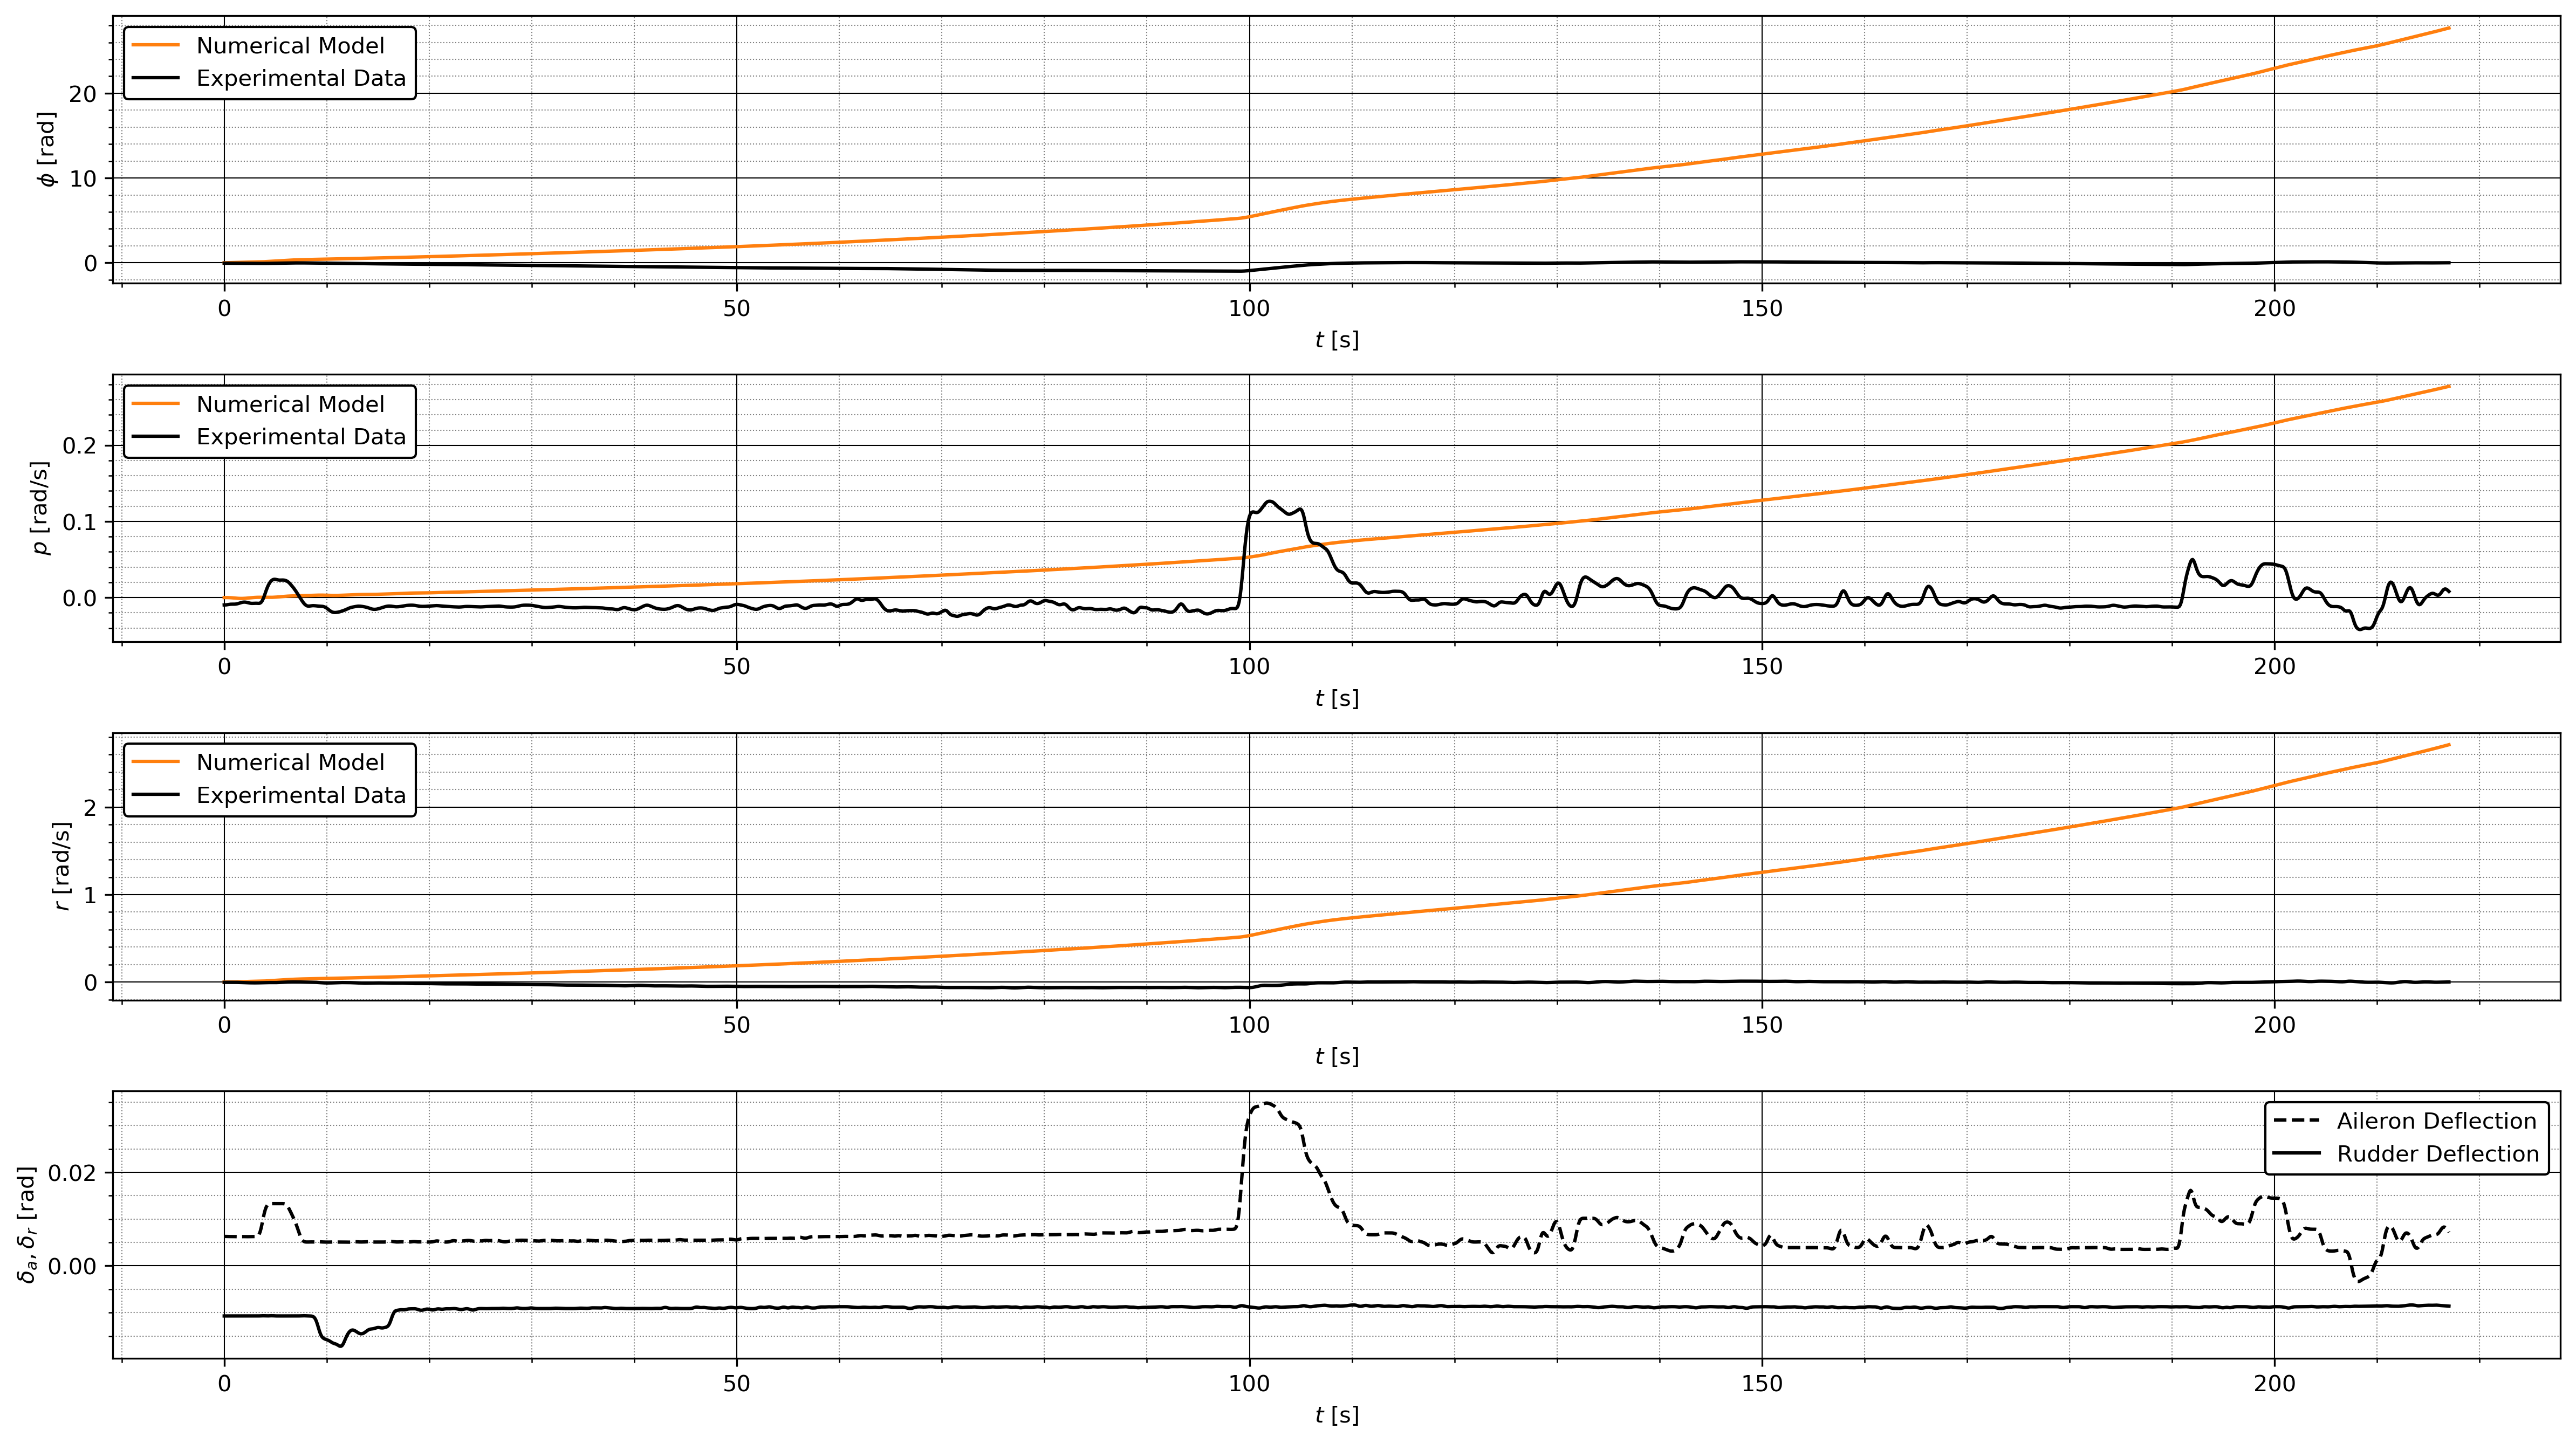 Numerical Model
Experimental Data
ϕ [rad]
20
10
0
0 50 100 150 200
t [s]
Numerical Model
Experimental Data
p [rad/s]
0.2
0.1
0.0
0 50 100 150 200
t [s]
Numerical Model
Experimental Data
r [rad/s]
2
1
0
0 50 100 150 200
t [s]
Aileron Deflection
Rudder Deflection
δₐ, δᵣ [rad]
0.02
0.00
0 50 100 150 200
t [s]